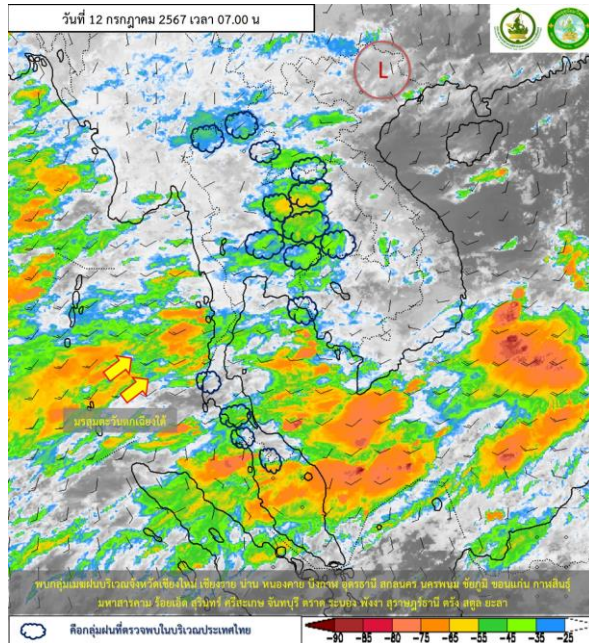 วันที่ 12 กรกฎาคม 2567 เวลา 07.00 น
L
มรสุมตะวันตกเฉียงใต้
พบกลุ่มเมฆฝนบริเวณจังหวัดเชียงใหม่ เชียงราย น่าน หนองคาย บึงกาฬ อุดรธานี สกลนคร นครพนม ชัยภูมิ ขอนแก่น กาฬสินธุ์
มหาสารคาม ร้อยเอ็ด สุรินทร์ ศรีสะเกษ จันทบุรี ตราด ระนอง พังงา สุราษฎร์ธานี ตรัง สตูล ยะลา
คือกลุ่มฝนที่ตรวจพบในบริเวณประเทศไทย
-90 -85 -80 -75 -65 -55 -45 -35 -26